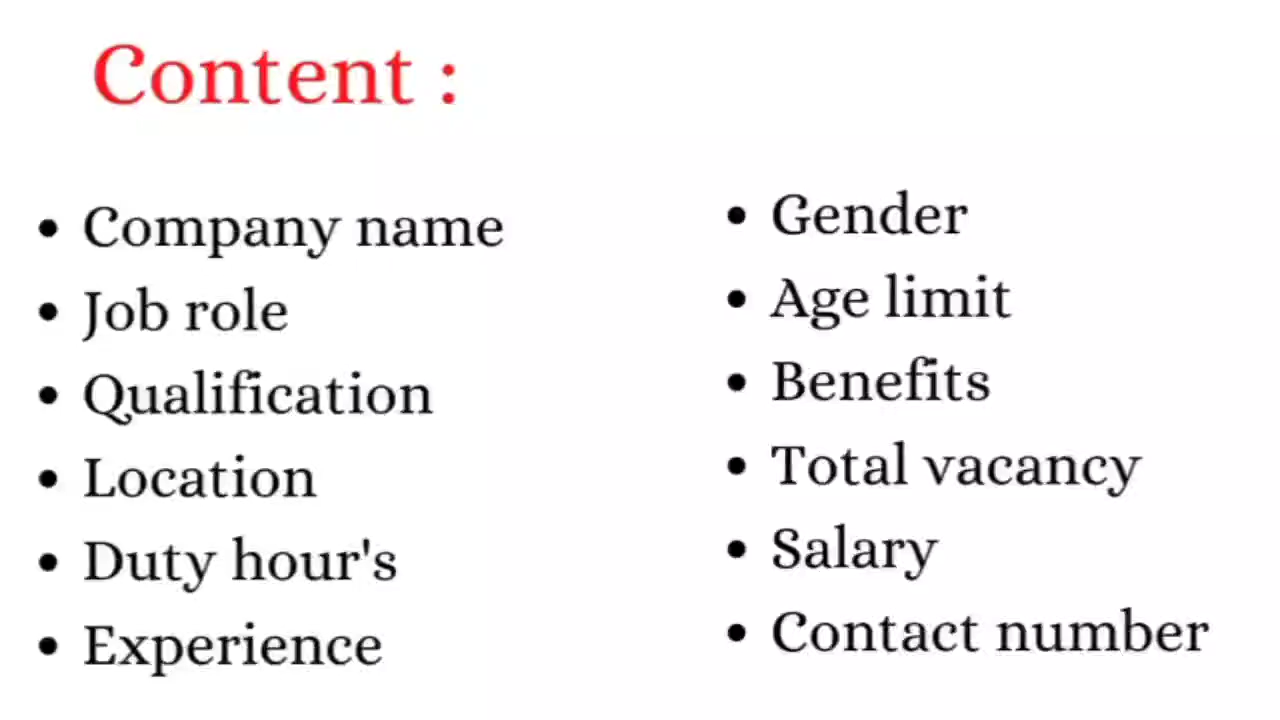 Content :
• Company name
• Job role
• Qualification
• Location
• Duty hour's
• Experience
• Gender
• Age limit
• Benefits
• Total vacancy
• Salary
• Contact number